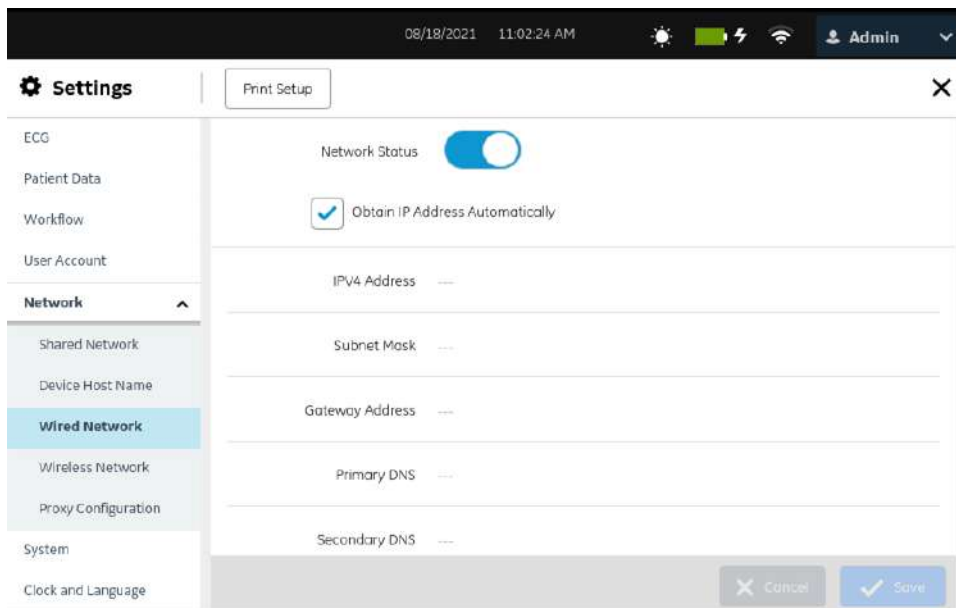 08/18/2021 11:02:24 AM Admin
Settings
Print Setup
ECG
Patient Data
Workflow
User Account
Network
Shared Network
Device Host Name
Wired Network
Wireless Network
Proxy Configuration
System
Clock and Language
Network Status
Obtain IP Address Automatically
IPV4 Address ---
Subnet Mask ---
Gateway Address ---
Primary DNS ---
Secondary DNS ---
Cancel
Save